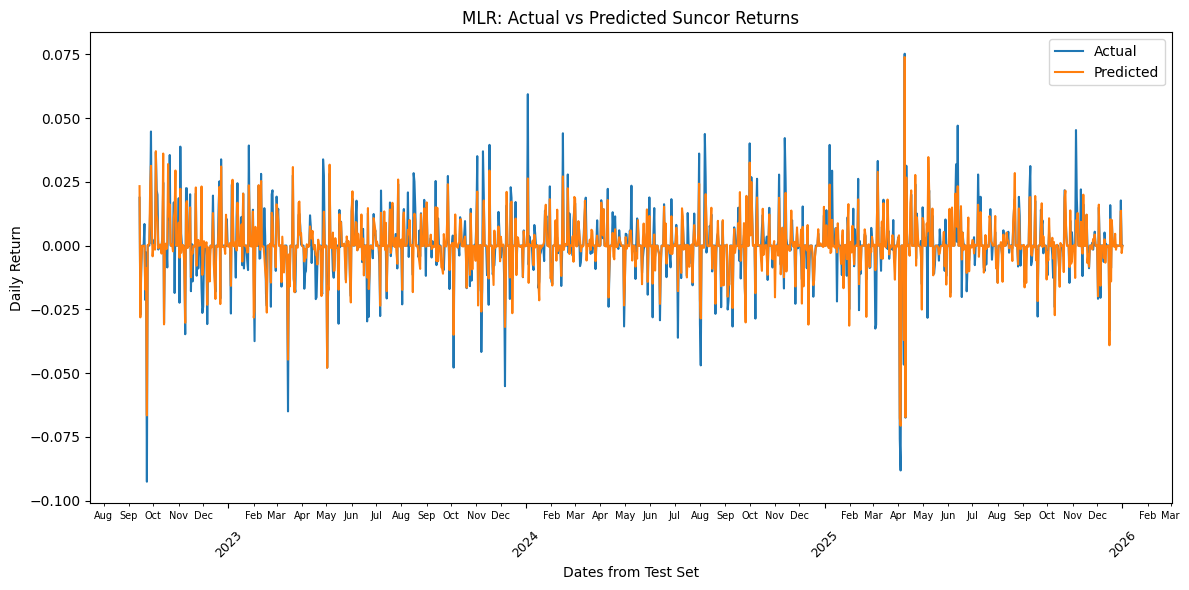 MLR: Actual vs Predicted Suncor Returns
Actual
Predicted
0.075
0.050
0.025
0.000
−0.025
−0.050
−0.075
−0.100
Daily Return
Aug Sep Oct Nov Dec Feb Mar Apr May Jun Jul Aug Sep Oct Nov Dec Feb Mar Apr May Jun Jul Aug Sep Oct Nov Dec Feb Mar Apr May Jun Jul Aug Sep Oct Nov Dec Feb Mar
2023 2024 2025 2026
Dates from Test Set